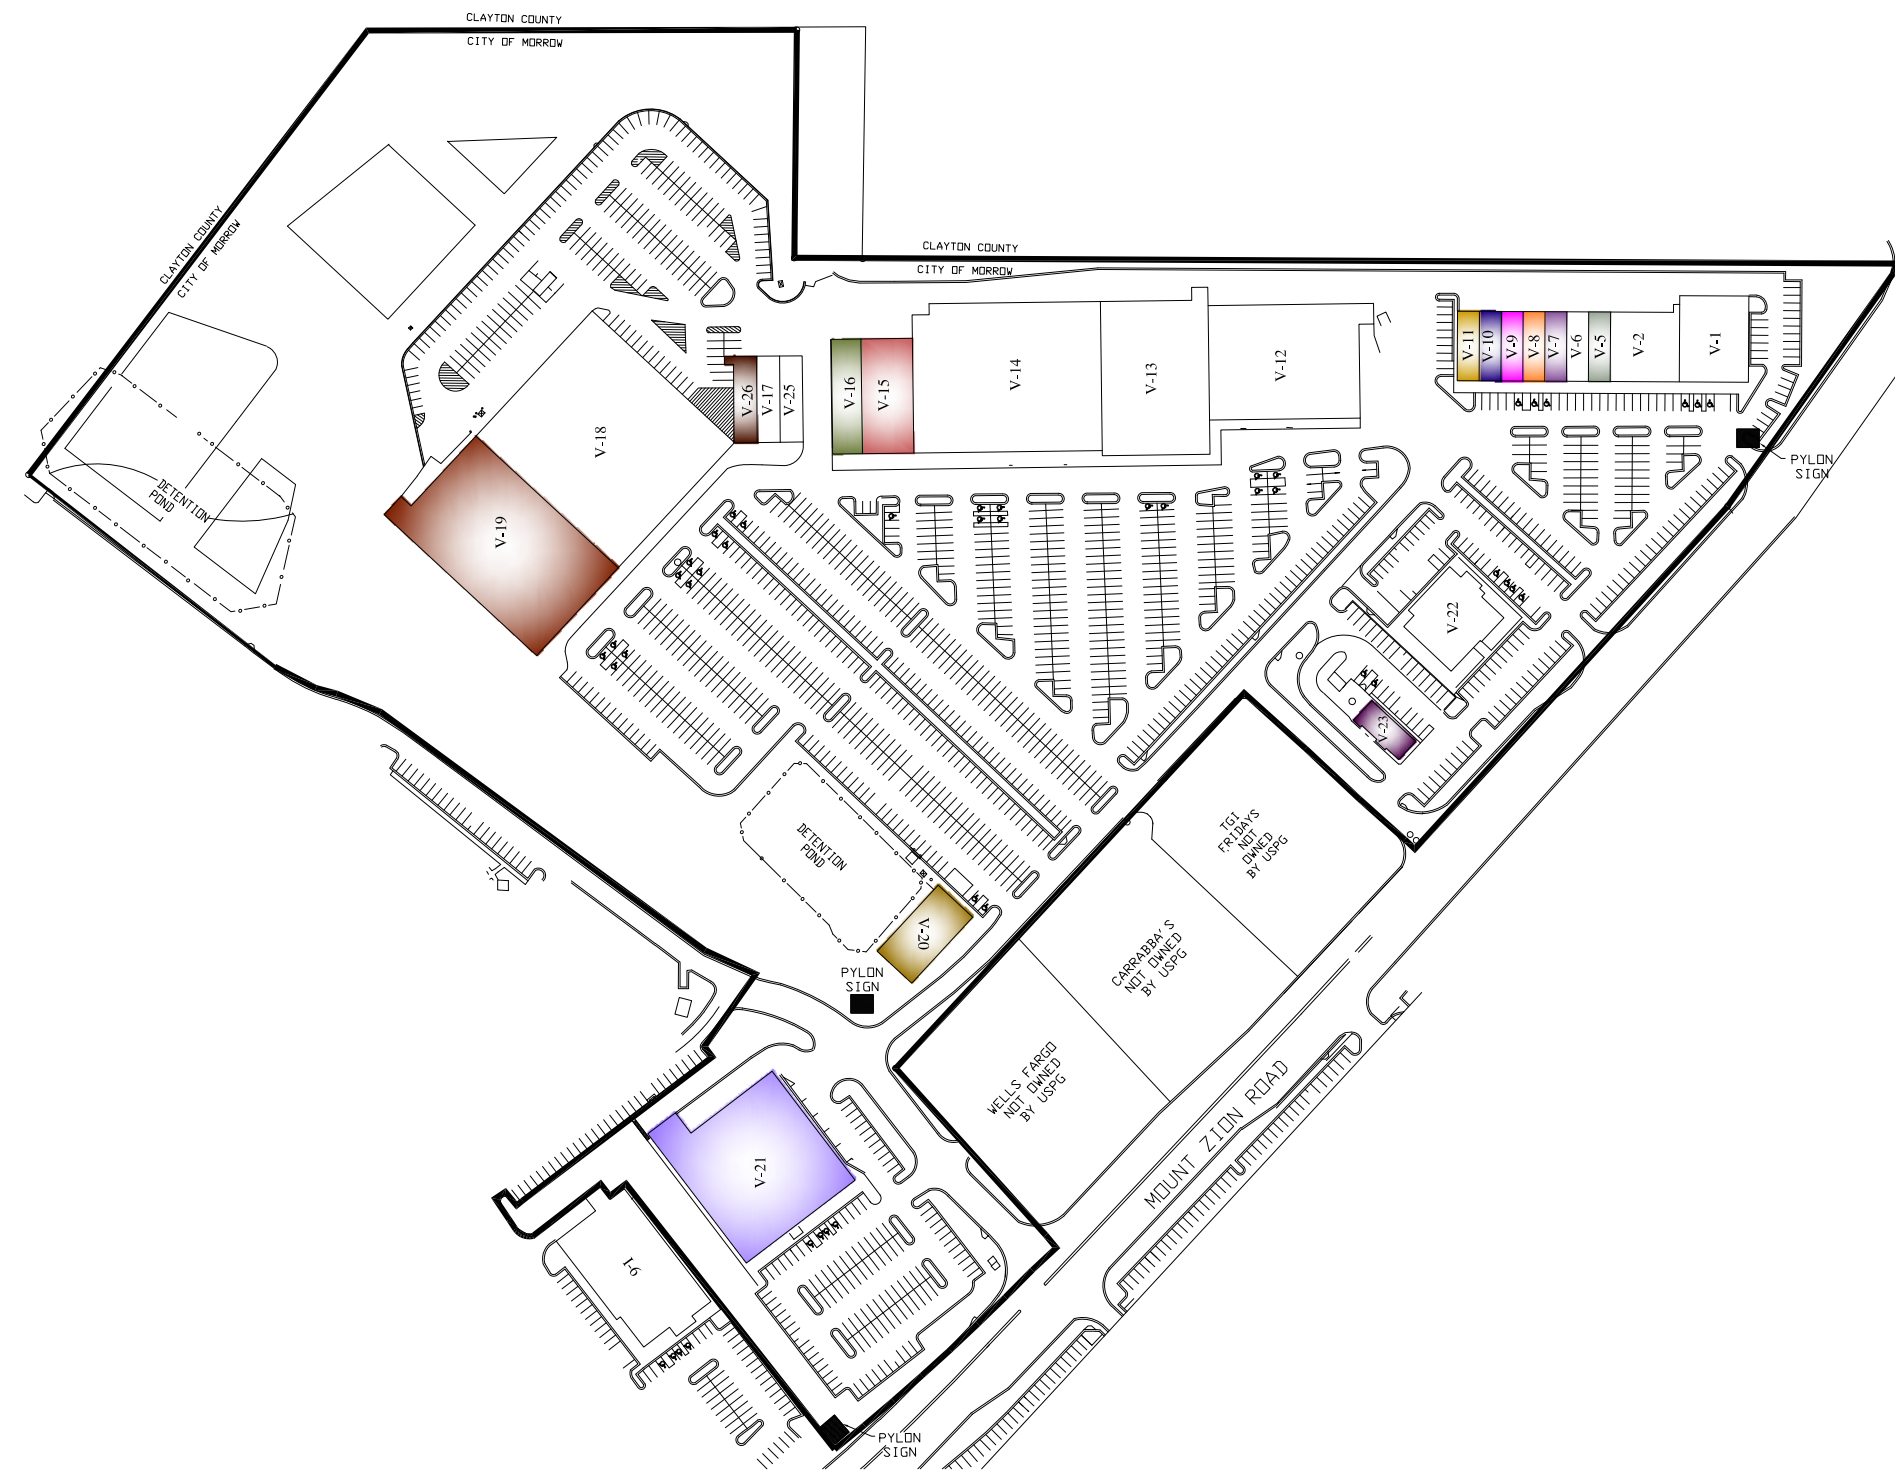 CLAYTON COUNTY
CITY OF MORROW
CLAYTON COUNTY
CITY OF MORROW
CLAYTON COUNTY
CITY OF MORROW
V-26
V-17
V-25
V-16
V-15
V-14
V-13
V-12
V-11
V-10
V-9
V-8
V-7
V-6
V-5
V-2
V-1
PYLON
SIGN
V-18
V-19
DETENTION
POND
V-22
V-23
DETENTION
POND
V-20
PYLON
SIGN
TGI
FRIDAYS
NOT
OWNED
BY USPG
CARRABBA'S
NOT OWNED
BY USPG
WELLS FARGO
NOT OWNED
BY USPG
MOUNT ZION ROAD
V-21
I-6
PYLON
SIGN